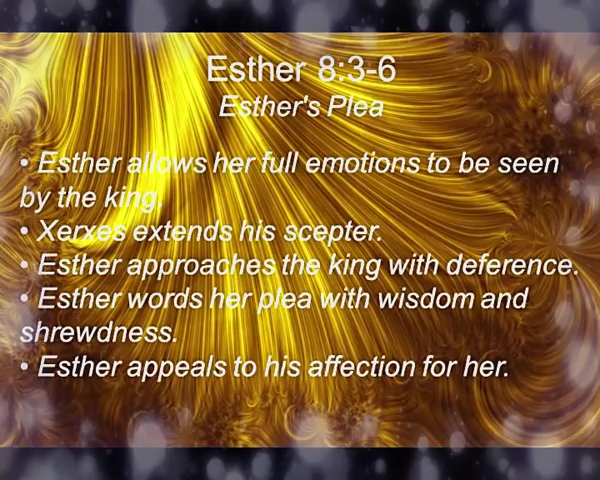 Esther 8:3-6
Esther's Plea
• Esther allows her full emotions to be seen
by the king.
• Xerxes extends his scepter.
• Esther approaches the king with deference.
• Esther words her plea with wisdom and
shrewdness.
• Esther appeals to his affection for her.